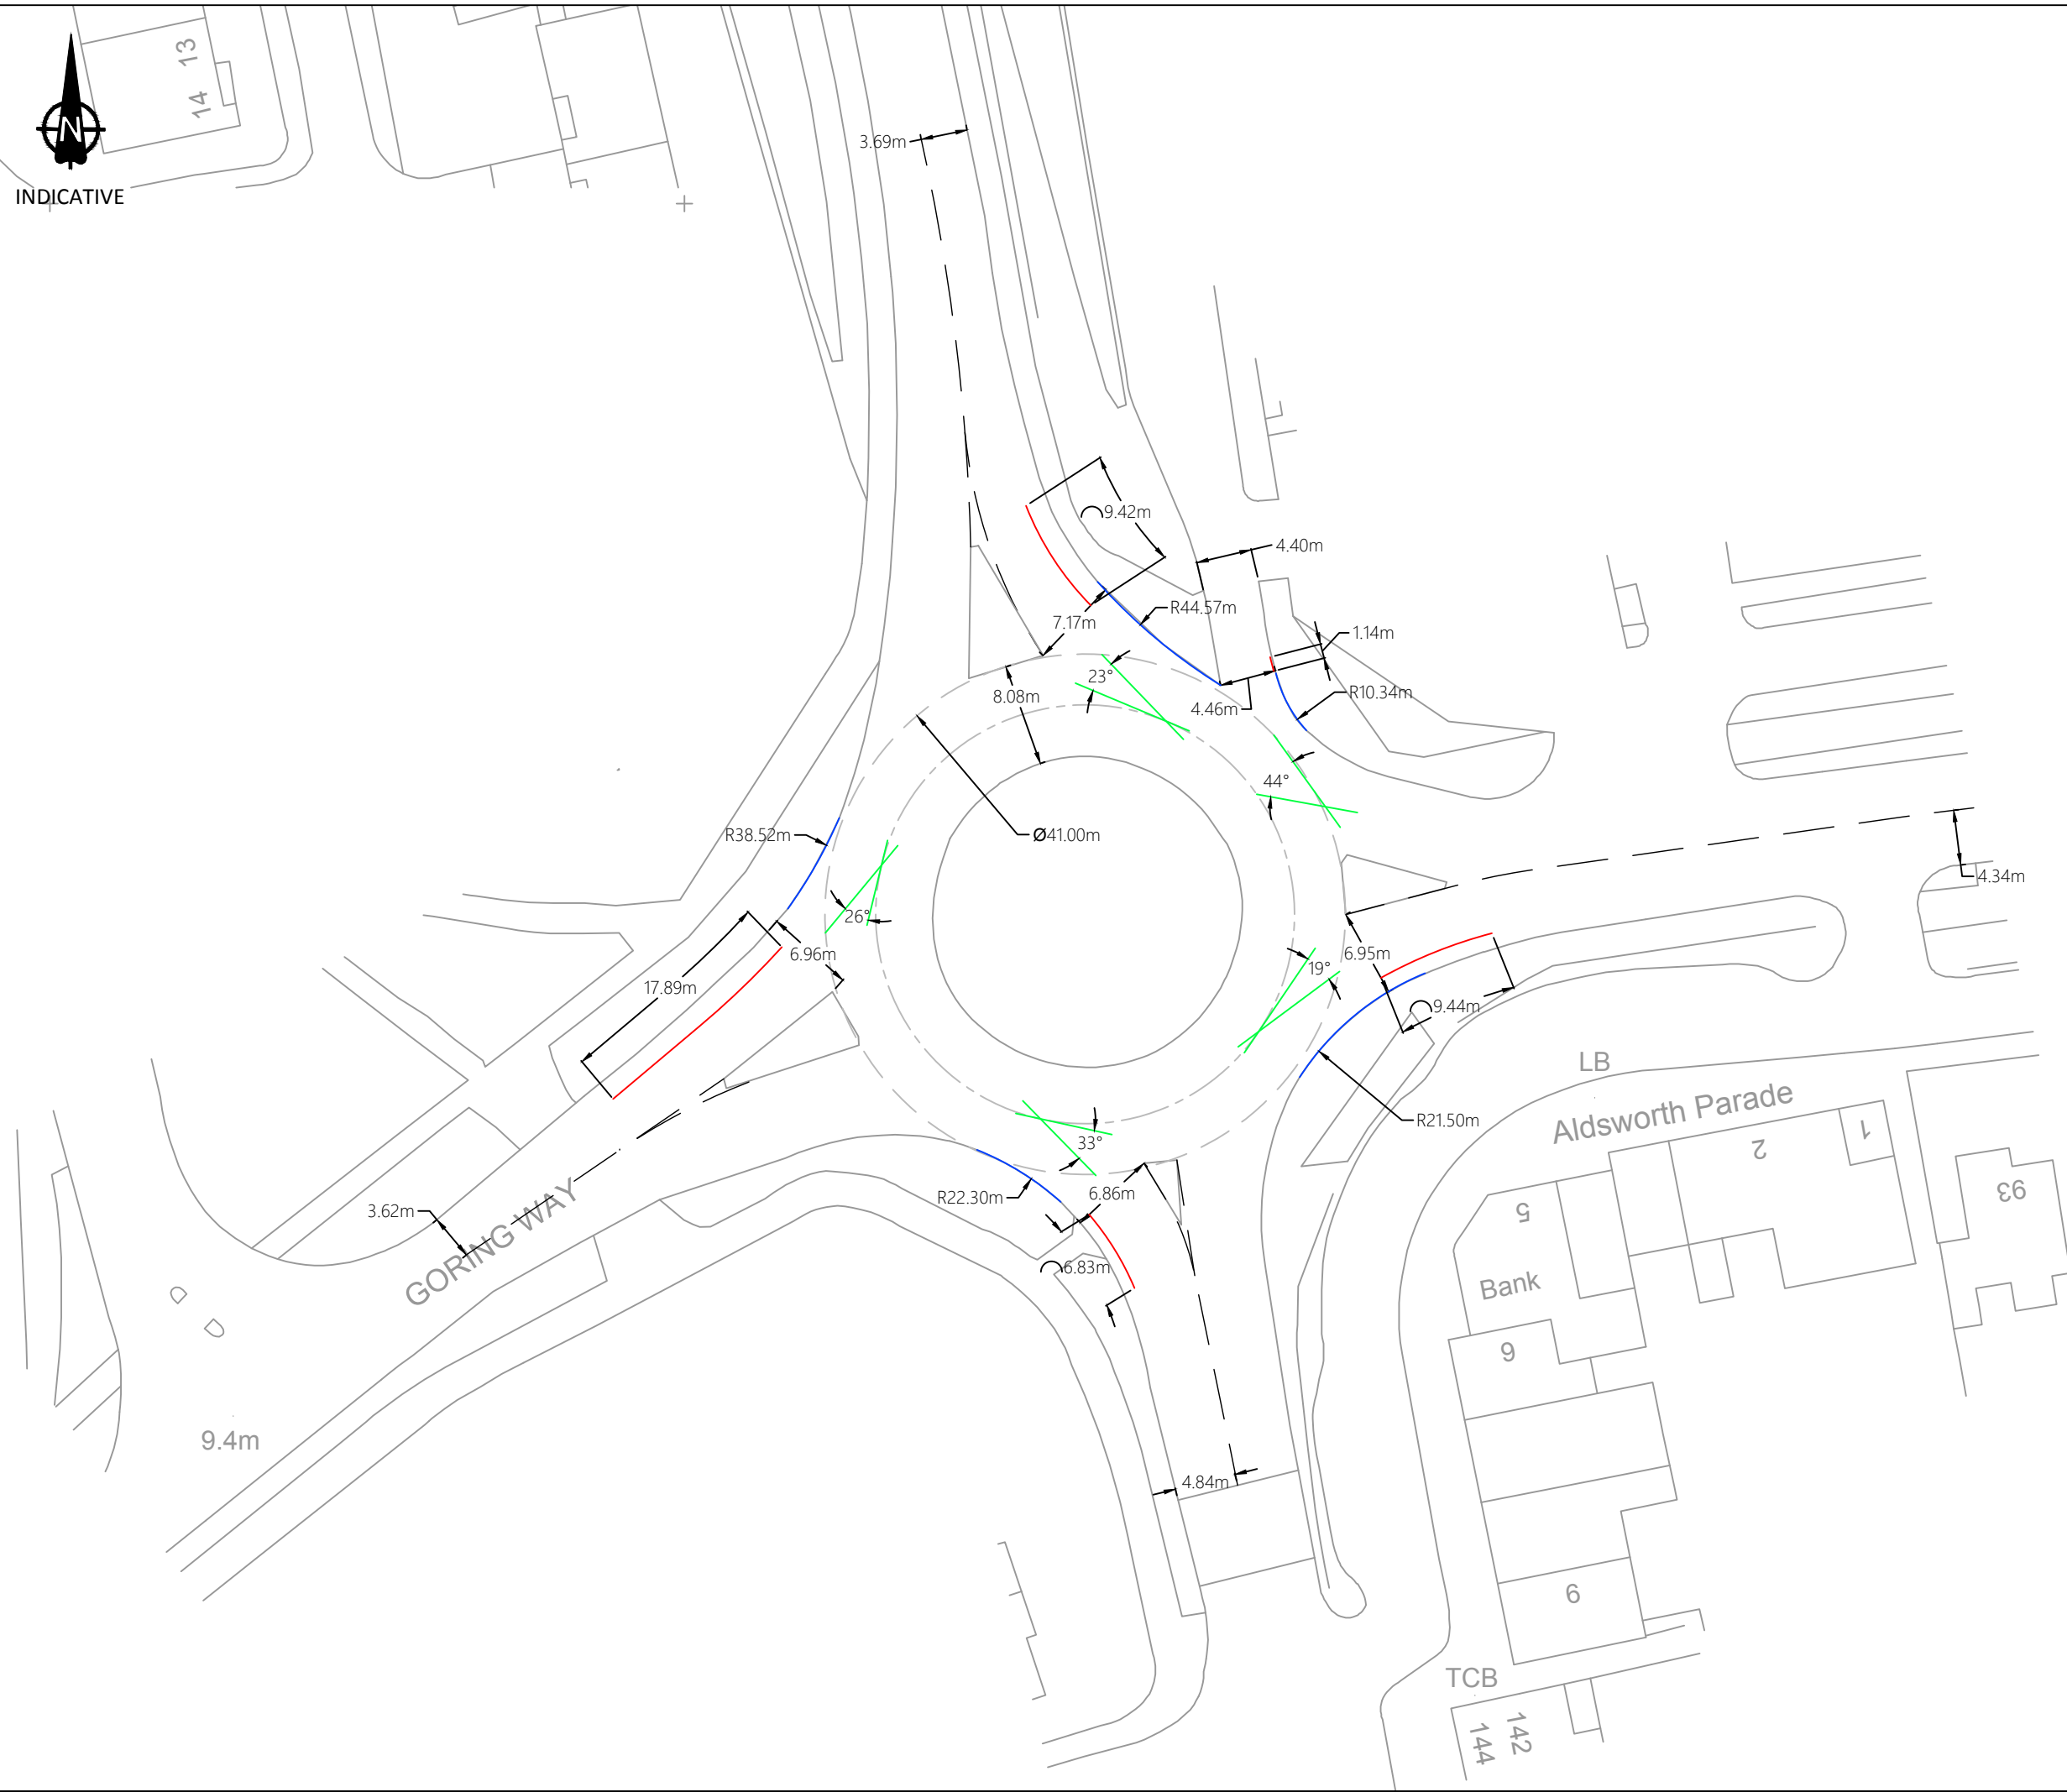 13
14
N
INDICATIVE
3.69m
9.42m
4.40m
R44.57m
7.17m
1.14m
23°
8.08m
4.46m
R10.34m
44°
R38.52m
Ø41.00m
4.34m
26°
6.96m
6.95m
19°
17.89m
9.44m
LB
Aldsworth Parade
R21.50m
1
2
33°
6.86m
R22.30m
93
5
3.62m
GORING WAY
6.83m
Bank
6
9.4m
4.84m
9
TCB
144
142